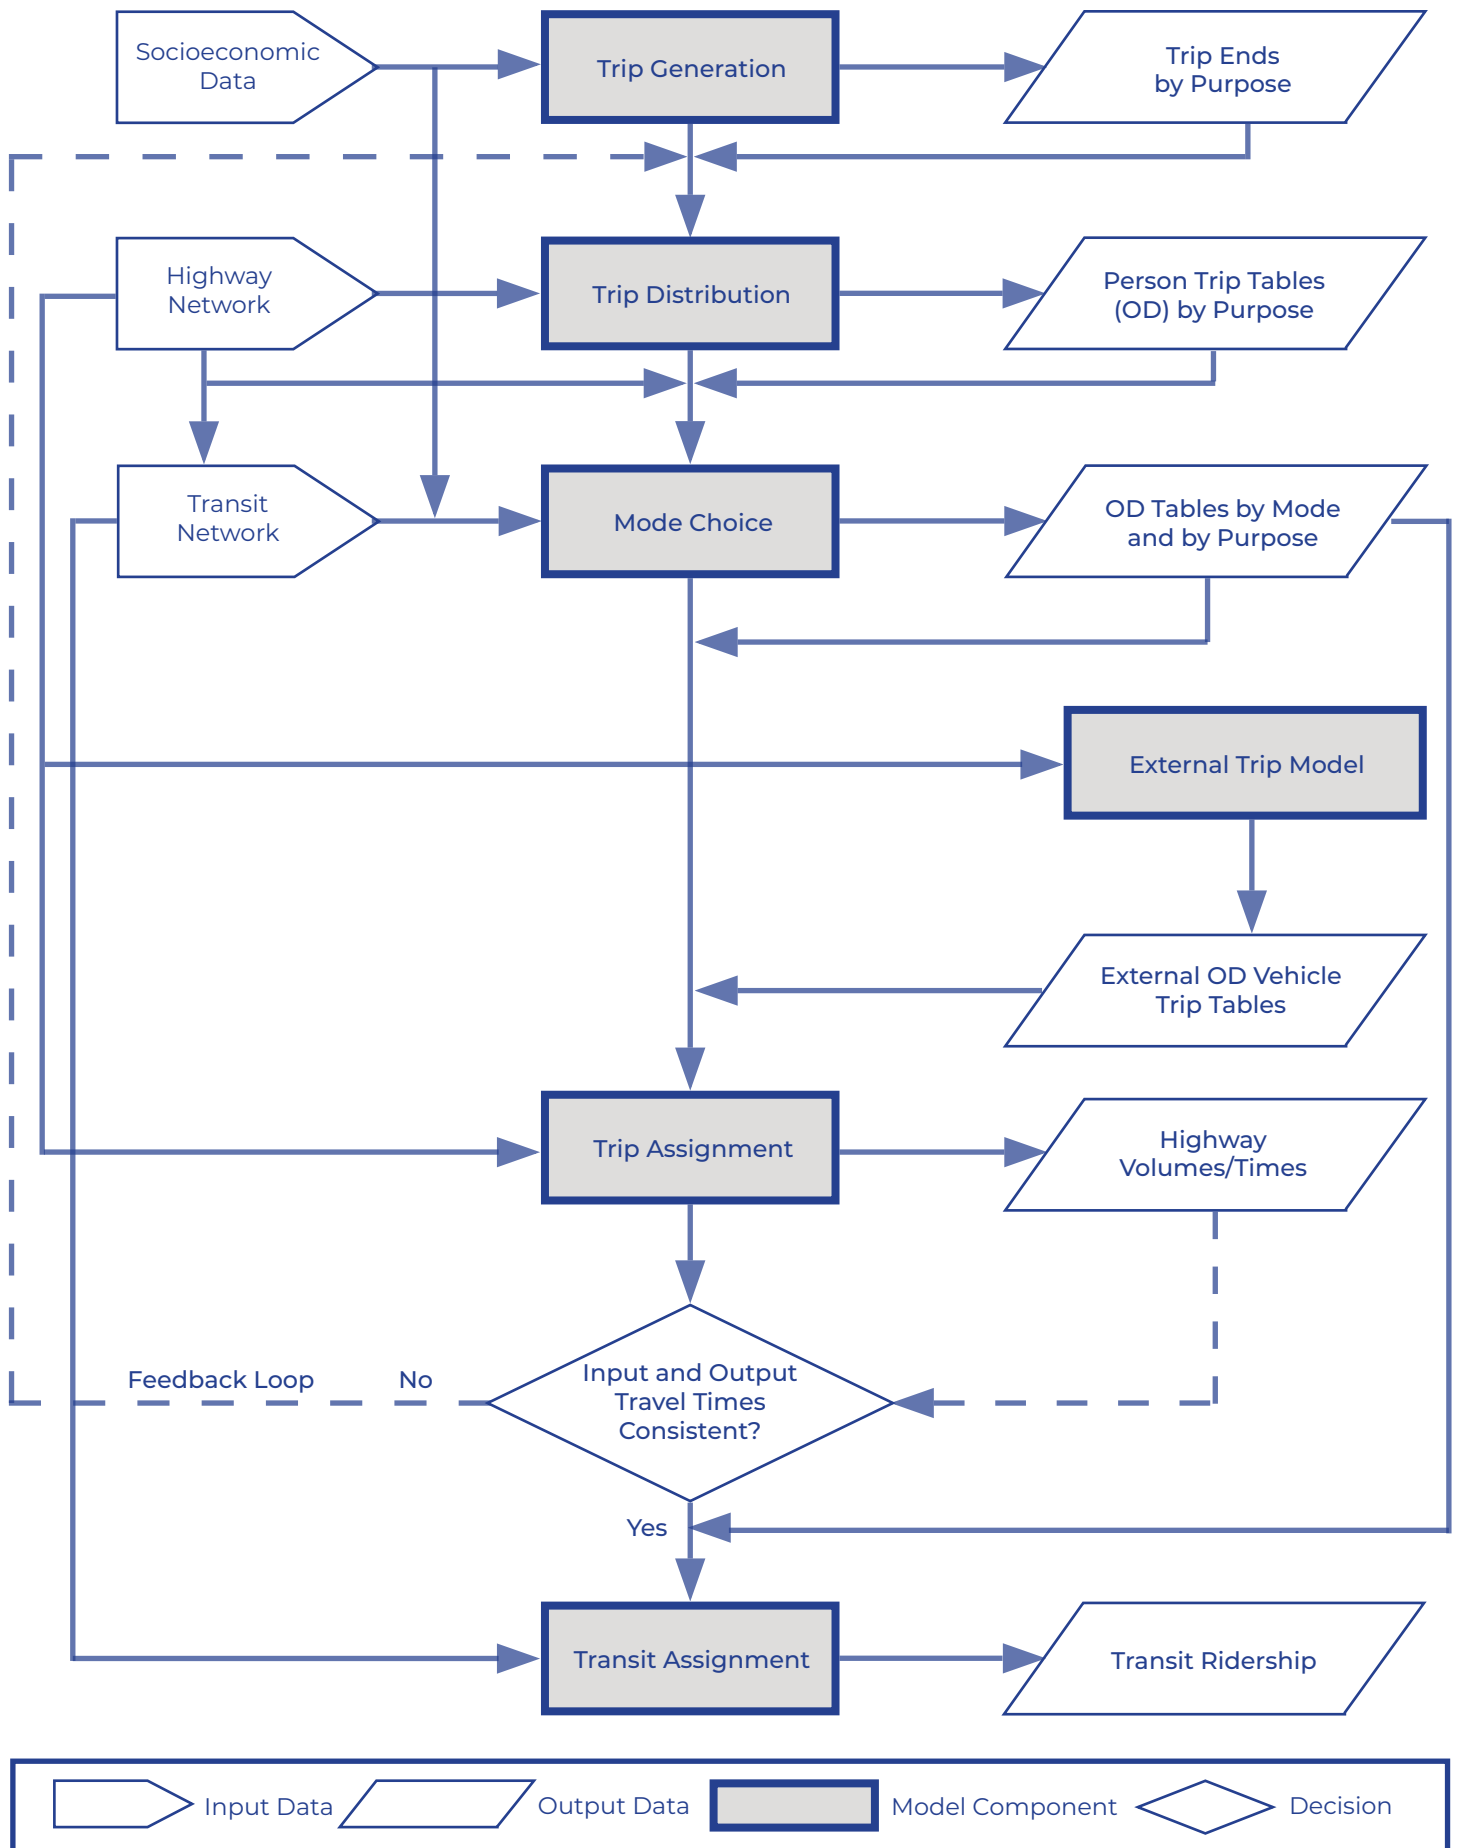 Socioeconomic
Data
Trip Generation
Trip Ends
by Purpose
Highway
Network
Trip Distribution
Person Trip Tables
(OD) by Purpose
Transit
Network
Mode Choice
OD Tables by Mode
and by Purpose
External Trip Model
External OD Vehicle
Trip Tables
Trip Assignment
Highway
Volumes/Times
Feedback Loop
No
Input and Output
Travel Times
Consistent?
Yes
Transit Assignment
Transit Ridership
Input Data
Output Data
Model Component
Decision